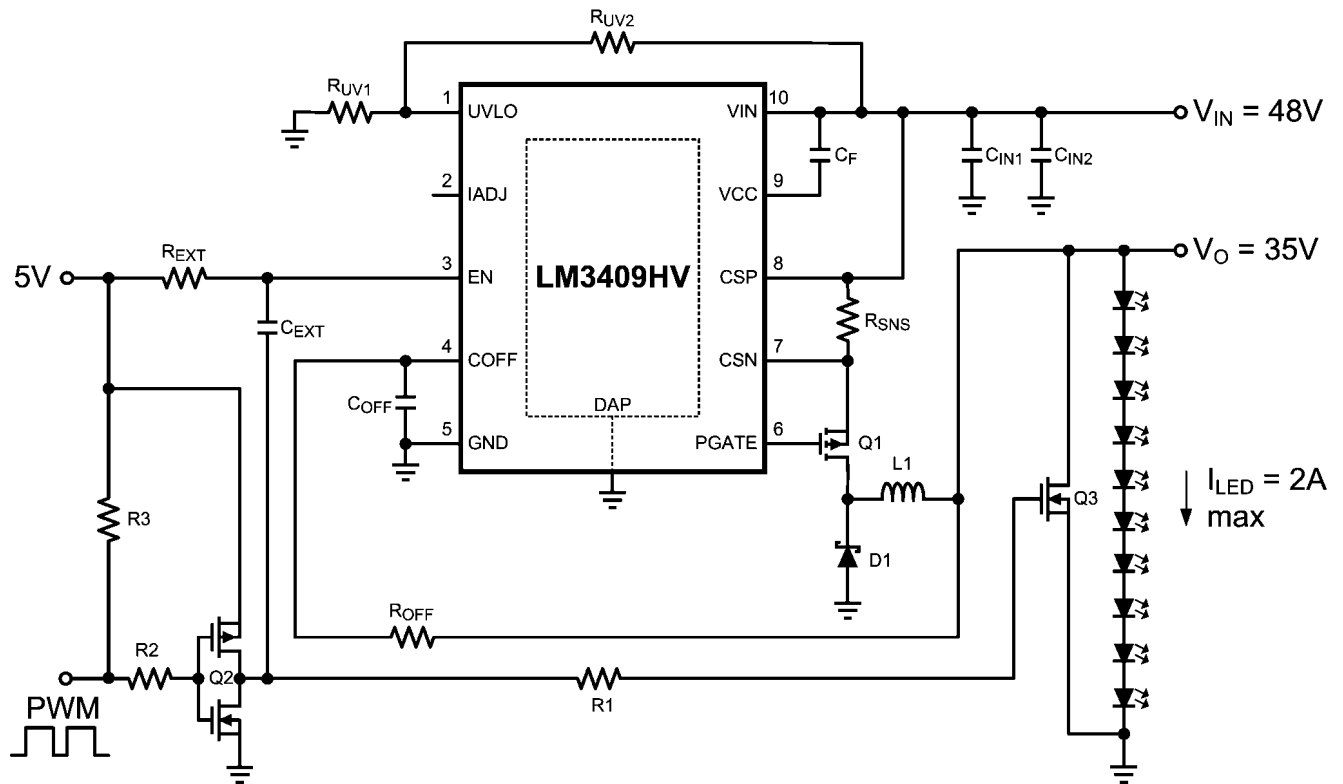 RUV2
RUV1
1 UVLO
VIN 10
VIN = 48V
CF
CIN1
CIN2
2 IADJ
VCC 9
REXT
5V
3 EN
LM3409HV
CSP 8
VO = 35V
CEXT
RSNS
4 COFF
CSN 7
COFF
DAP
5 GND
PGATE 6
Q1
L1
Q3
ILED = 2A
max
R3
D1
ROFF
R2
Q2
R1
PWM